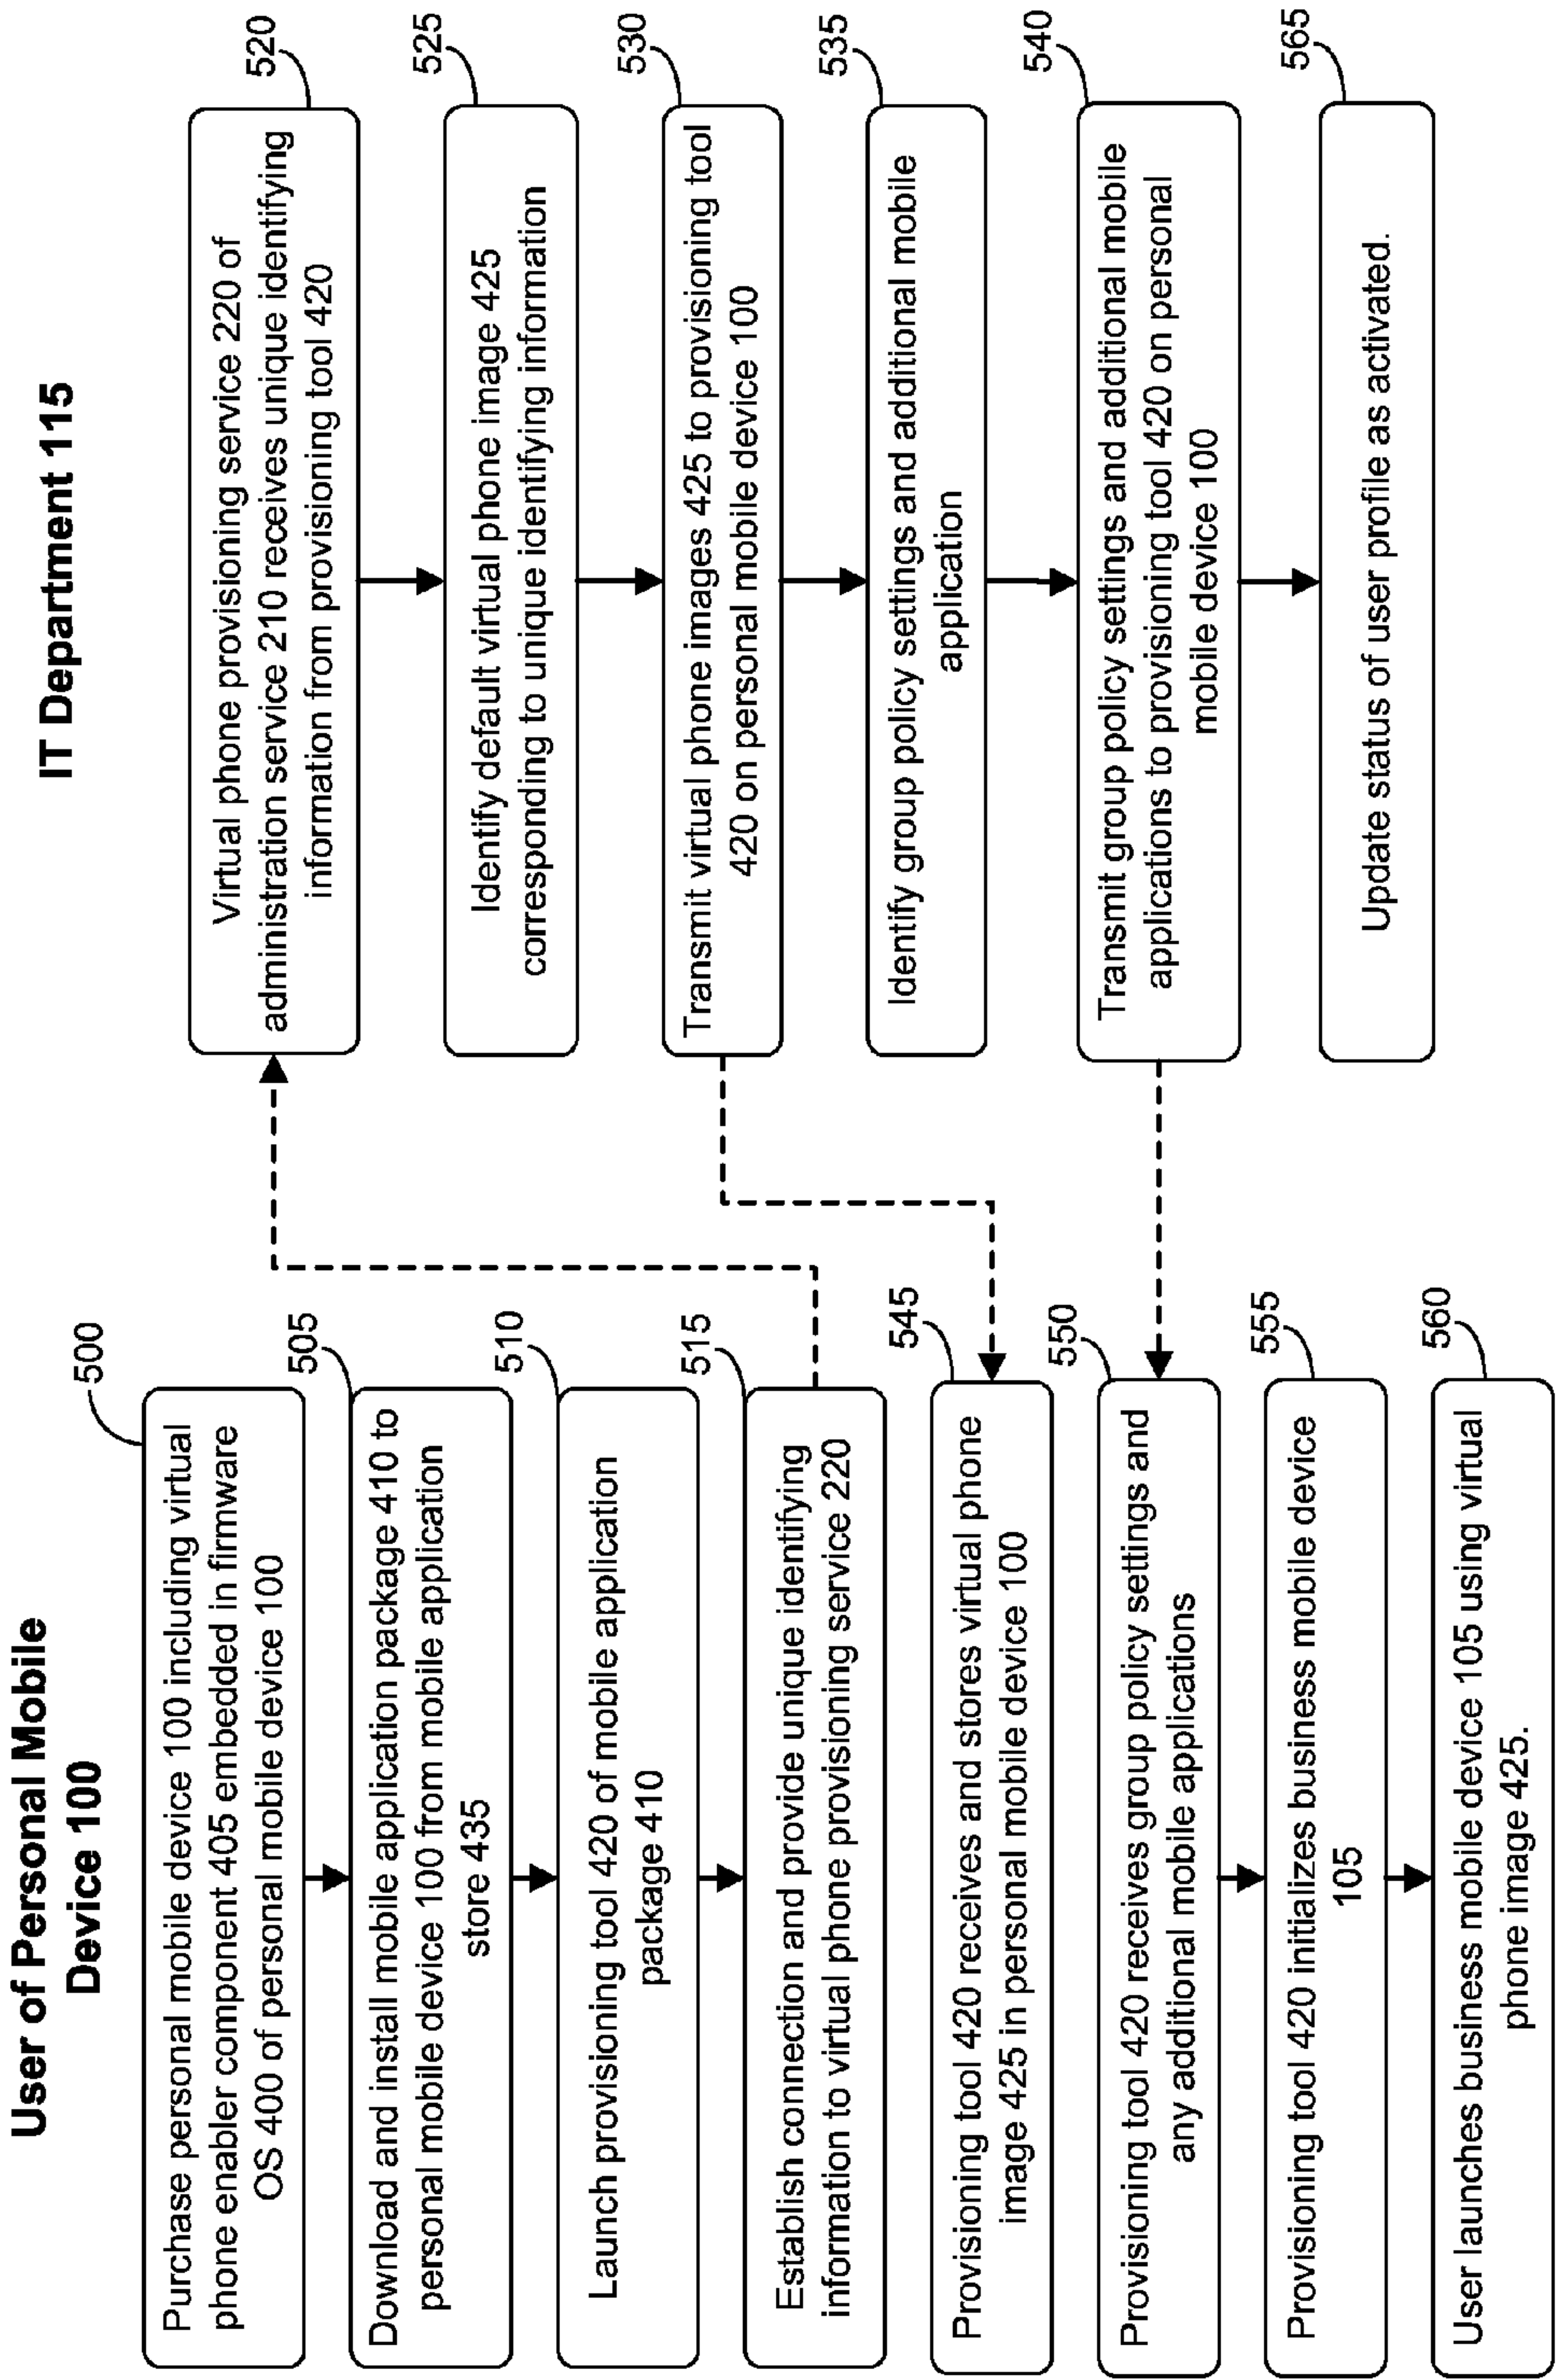 User of Personal Mobile
Device 100
500
Purchase personal mobile device 100 including virtual
phone enabler component 405 embedded in firmware
OS 400 of personal mobile device 100
505
Download and install mobile application package 410 to
personal mobile device 100 from mobile application
store 435
510
Launch provisioning tool 420 of mobile application
package 410
515
Establish connection and provide unique identifying
information to virtual phone provisioning service 220
545
Provisioning tool 420 receives and stores virtual phone
image 425 in personal mobile device 100
550
Provisioning tool 420 receives group policy settings and
any additional mobile applications
555
Provisioning tool 420 initializes business mobile device
105
560
User launches business mobile device 105 using virtual
phone image 425.
IT Department 115
520
Virtual phone provisioning service 220 of
administration service 210 receives unique identifying
information from provisioning tool 420
525
Identify default virtual phone image 425
corresponding to unique identifying information
530
Transmit virtual phone images 425 to provisioning tool
420 on personal mobile device 100
535
Identify group policy settings and additional mobile
application
540
Transmit group policy settings and additional mobile
applications to provisioning tool 420 on personal
mobile device 100
565
Update status of user profile as activated.